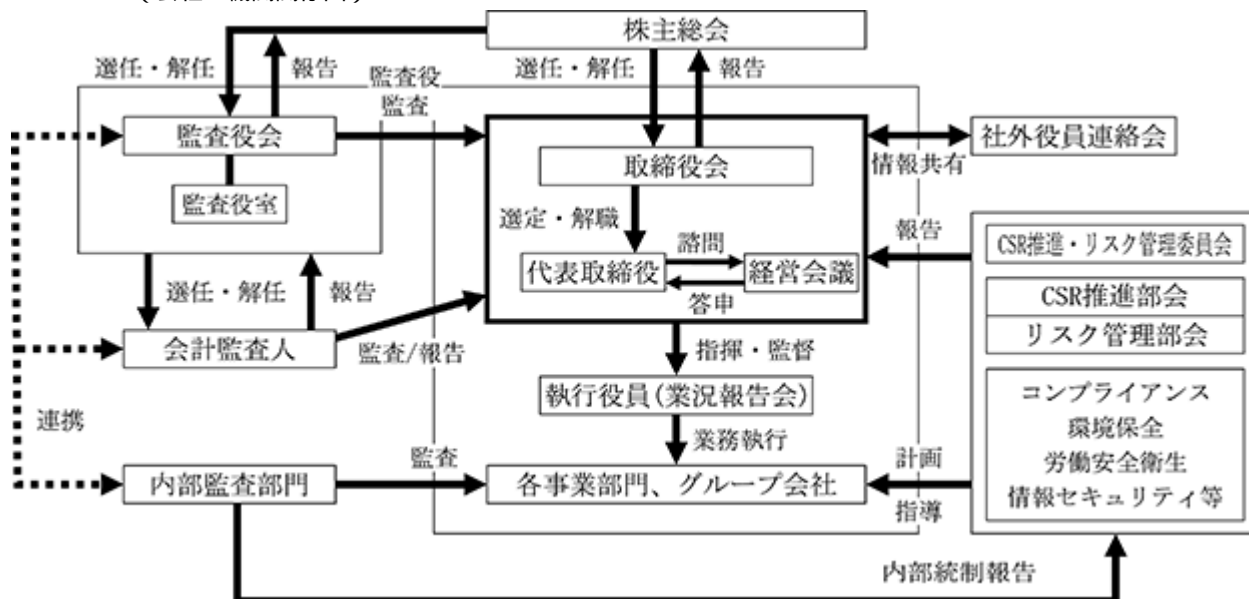 株主総会
選任・解任
報告
選任・解任
報告
監査役
監査
監査役会
監査役室
取締役会
社外役員連絡会
情報共有
選定・解職
諮問
代表取締役
経営会議
答申
報告
CSR推進・リスク管理委員会
CSR推進部会
リスク管理部会
選任・解任
報告
会計監査人
監査/報告
指揮・監督
執行役員(業況報告会)
業務執行
コンプライアンス
環境保全
労働安全衛生
情報セキュリティ等
連携
内部監査部門
監査
各事業部門、グループ会社
計画
指導
内部統制報告